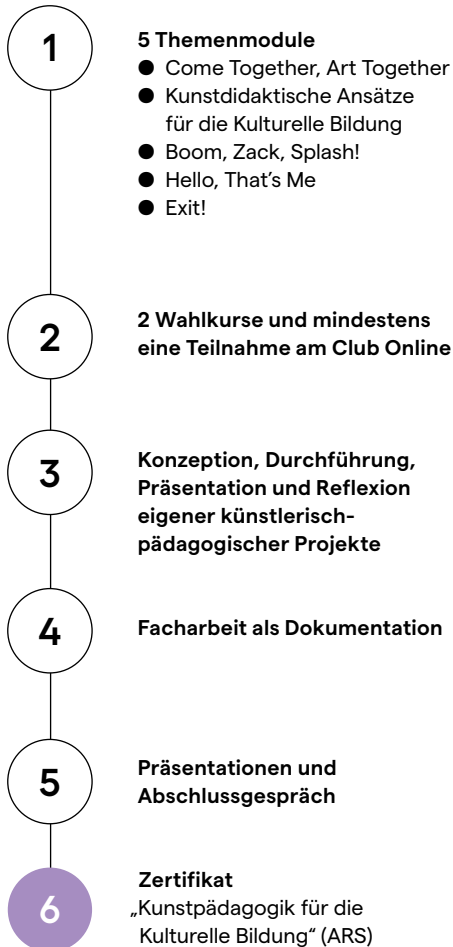 1
5 Themenmodule
● Come Together, Art Together
● Kunstdidaktische Ansätze
für die Kulturelle Bildung
● Boom, Zack, Splash!
● Hello, That’s Me
● Exit!
2
2 Wahlkurse und mindestens
eine Teilnahme am Club Online
3
Konzeption, Durchführung,
Präsentation und Reflexion
eigener künstlerisch-
pädagogischer Projekte
4
Facharbeit als Dokumentation
5
Präsentationen und
Abschlussgespräch
6
Zertifikat
„Kunstpädagogik für die
Kulturelle Bildung“ (ARS)